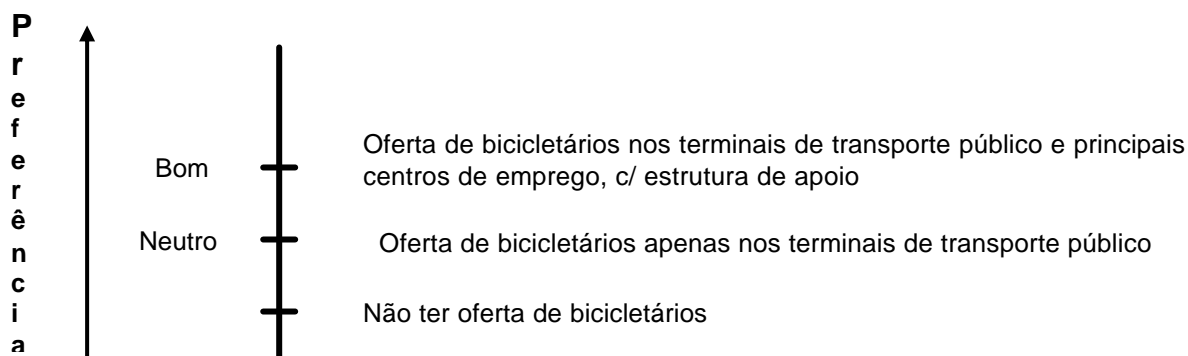 Preferência
Bom
Oferta de bicicletários nos terminais de transporte público e principais
centros de emprego, c/ estrutura de apoio
Neutro
Oferta de bicicletários apenas nos terminais de transporte público
Não ter oferta de bicicletários